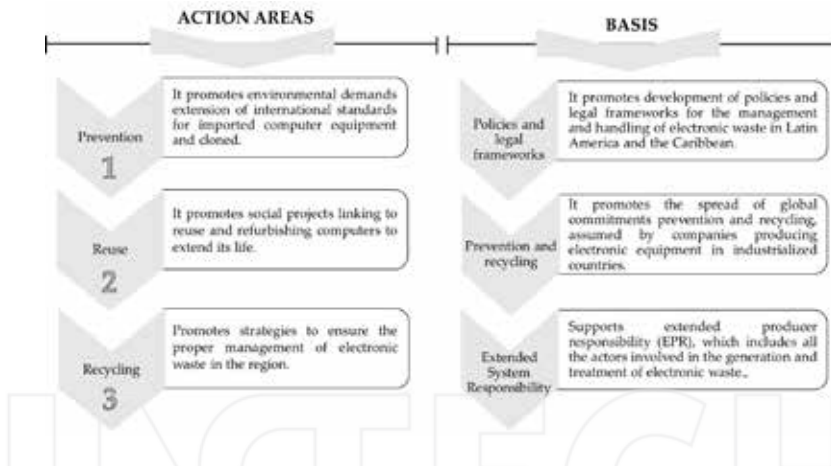 ACTION AREAS
Prevention
1
It promotes environmental demands
extension of international standards
for imported computer equipment
and cloned.
Reuse
2
It promotes social projects linking to
reuse and refurbishing computers to
extend its life.
Recycling
3
Promotes strategies to ensure the
proper management of electronic
waste in the region.
BASIS
Policies and
legal
frameworks
It promotes development of policies and
legal frameworks for the management
and handling of electronic waste in Latin
America and the Caribbean.
Prevention and
recycling
It promotes the spread of global
commitments prevention and recycling,
assumed by companies producing
electronic equipment in industrialized
countries.
Extended
System
Responsibility
Supports extended producer
responsibility (EPR), which includes all
the actors involved in the generation and
treatment of electronic waste..
INTECH